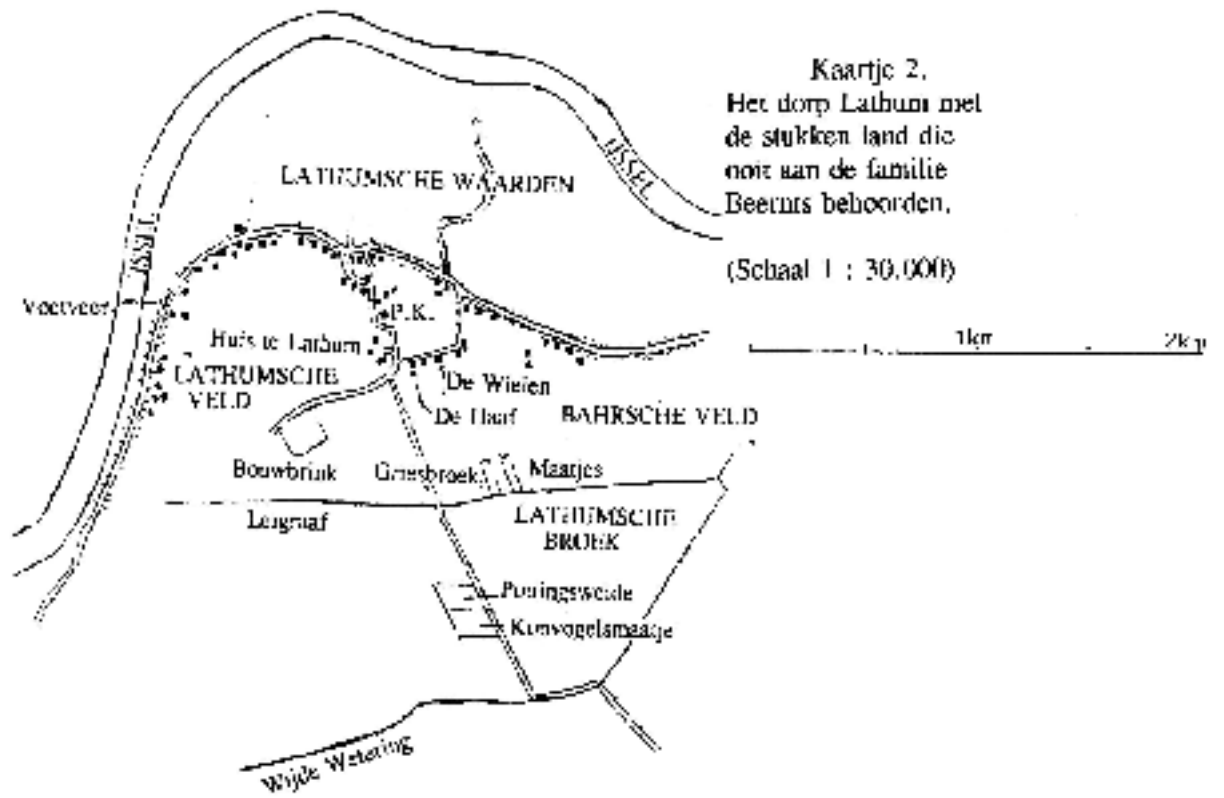 Kaartje 2.
Het dorp Lathum met
de stukken land die
ooit aan de familie
Beernts behoorden.
(Schaal 1 : 30.000)
1km
2km
IJSSEL
IJSSEL
LATHUMSCHE WAARDEN
Voetveer
P.K.
Huis te Lathum
LATHUMSCHE
VELD
De Wielen
De Haaf
BAHRSCHE VELD
Bouwbrink
Griesbroek
Maatjes
Leigraaf
LATHUMSCHE
BROEK
Wijde Wetering